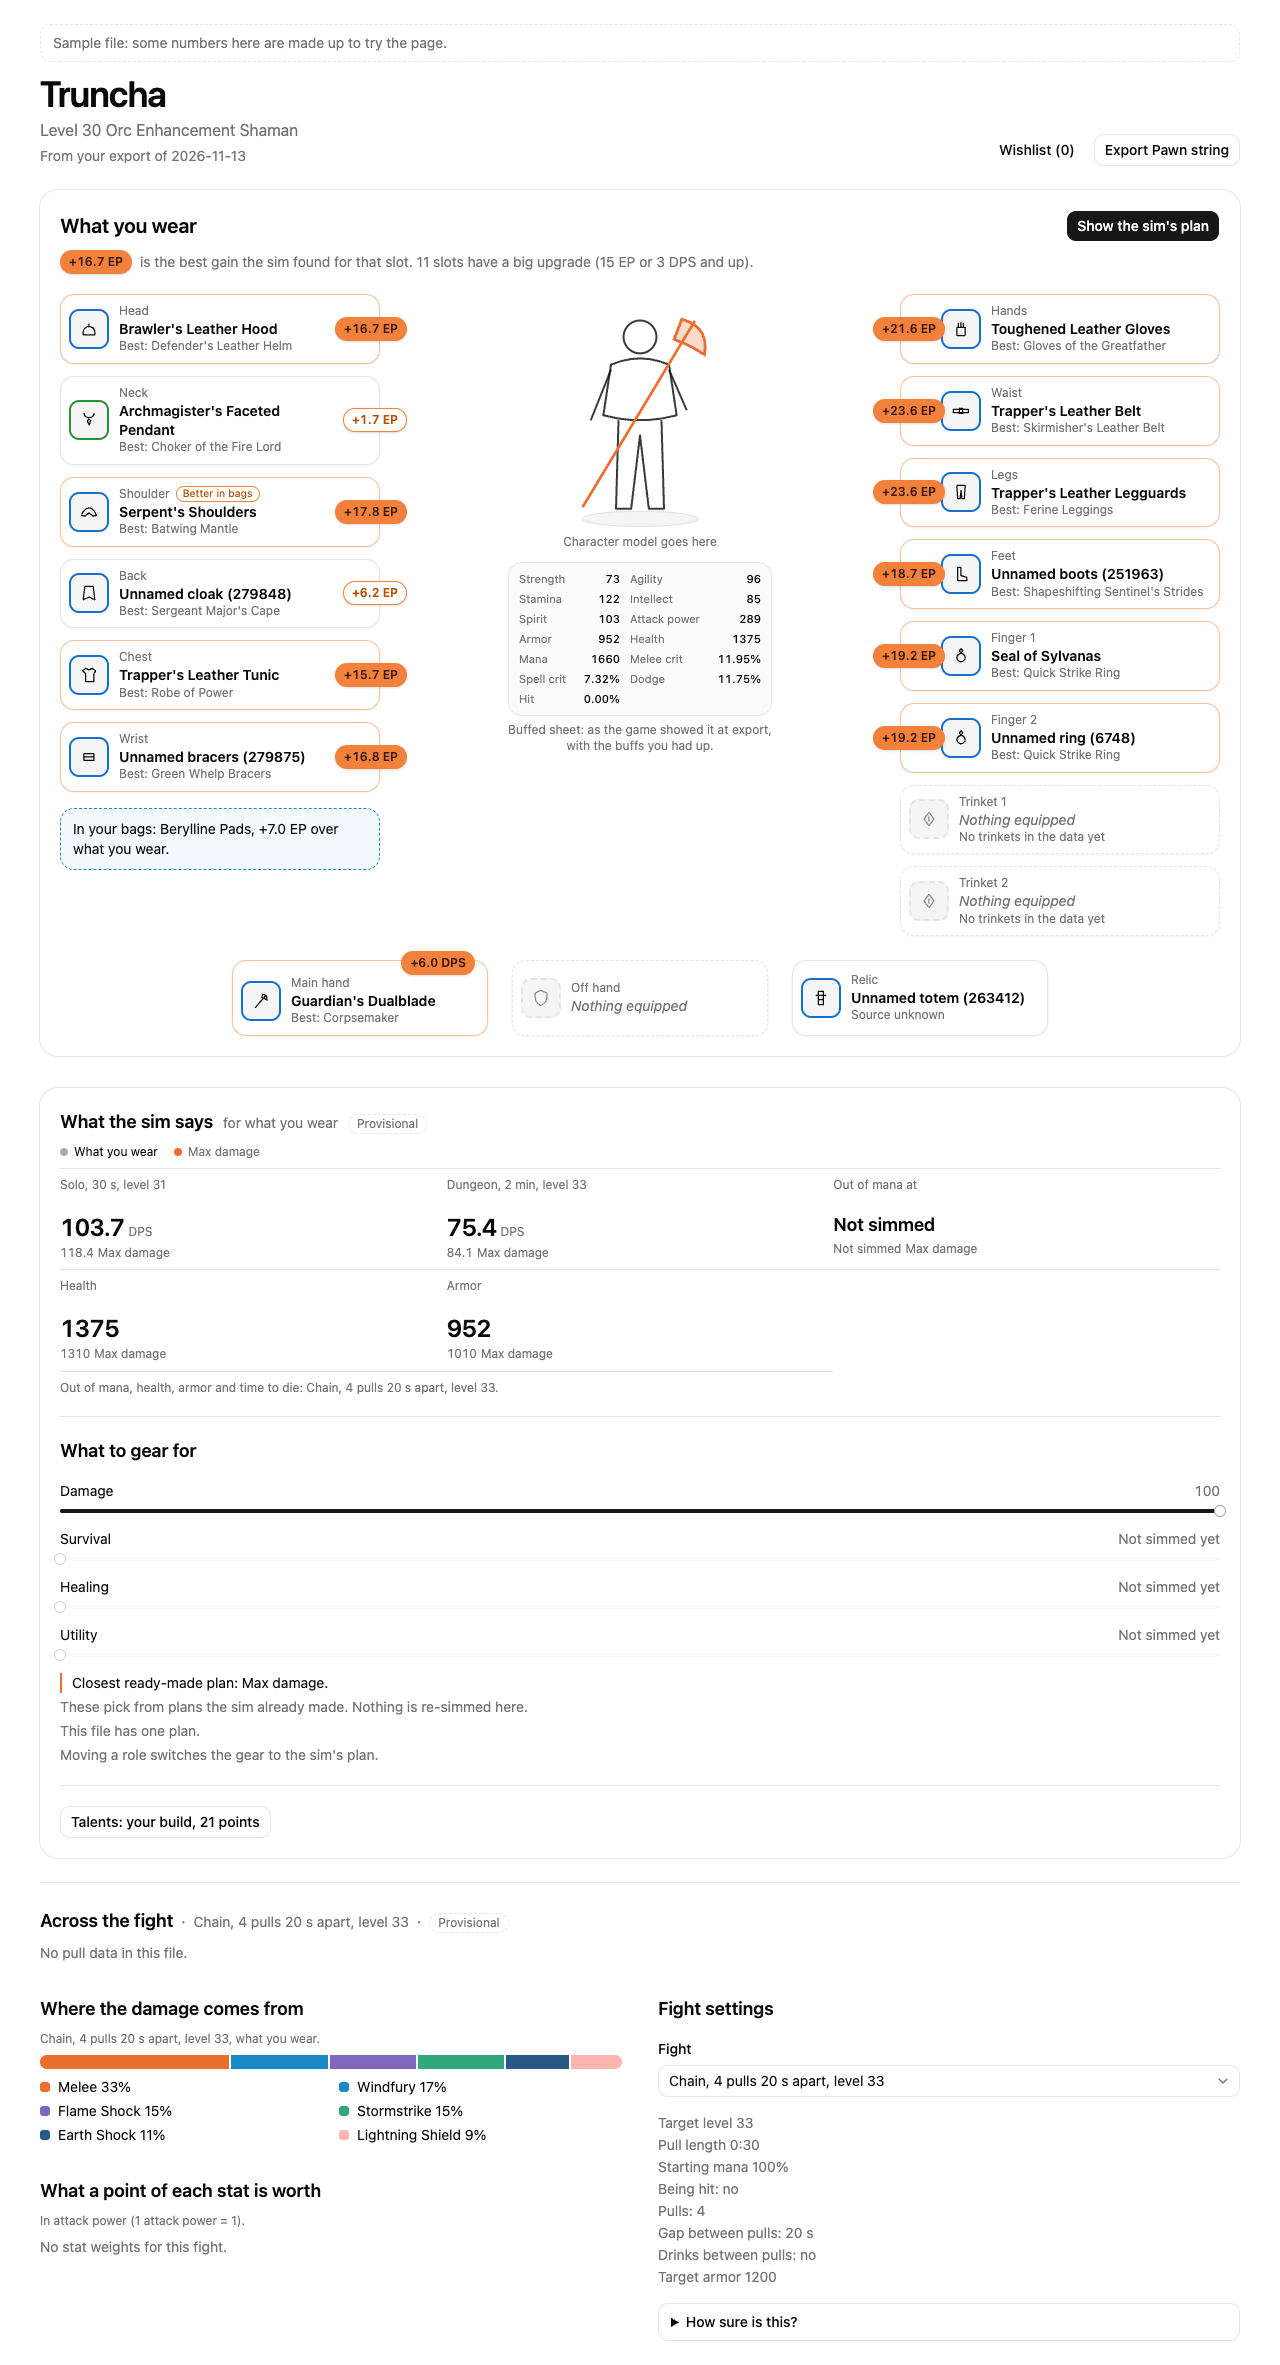 Sample file: some numbers here are made up to try the page.
Truncha
Level 30 Orc Enhancement Shaman
From your export of 2026-11-13
Wishlist (0)
Export Pawn string
What you wear
Show the sim's plan
+16.7 EP is the best gain the sim found for that slot. 11 slots have a big upgrade (15 EP or 3 DPS and up).
Head
Brawler's Leather Hood
Best: Defender's Leather Helm
+16.7 EP
Neck
Archmagister's Faceted
Pendant
Best: Choker of the Fire Lord
+1.7 EP
Shoulder Better in bags
Serpent's Shoulders
Best: Batwing Mantle
+17.8 EP
Back
Unnamed cloak (279848)
Best: Sergeant Major's Cape
+6.2 EP
Chest
Trapper's Leather Tunic
Best: Robe of Power
+15.7 EP
Wrist
Unnamed bracers (279875)
Best: Green Whelp Bracers
+16.8 EP
In your bags: Berylline Pads, +7.0 EP over
what you wear.
Character model goes here
Strength 73 Agility 96
Stamina 122 Intellect 85
Spirit 103 Attack power 289
Armor 952 Health 1375
Mana 1660 Melee crit 11.95%
Spell crit 7.32% Dodge 11.75%
Hit 0.00%
Buffed sheet: as the game showed it at export,
with the buffs you had up.
+21.6 EP
Hands
Toughened Leather Gloves
Best: Gloves of the Greatfather
+23.6 EP
Waist
Trapper's Leather Belt
Best: Skirmisher's Leather Belt
+23.6 EP
Legs
Trapper's Leather Legguards
Best: Ferine Leggings
+18.7 EP
Feet
Unnamed boots (251963)
Best: Shapeshifting Sentinel's Strides
+19.2 EP
Finger 1
Seal of Sylvanas
Best: Quick Strike Ring
+19.2 EP
Finger 2
Unnamed ring (6748)
Best: Quick Strike Ring
Trinket 1
Nothing equipped
No trinkets in the data yet
Trinket 2
Nothing equipped
No trinkets in the data yet
+6.0 DPS
Main hand
Guardian's Dualblade
Best: Corpsemaker
Off hand
Nothing equipped
Relic
Unnamed totem (263412)
Source unknown
What the sim says for what you wear Provisional
What you wear Max damage
Solo, 30 s, level 31
103.7 DPS
118.4 Max damage
Dungeon, 2 min, level 33
75.4 DPS
84.1 Max damage
Out of mana at
Not simmed
Not simmed Max damage
Health
1375
1310 Max damage
Armor
952
1010 Max damage
Out of mana, health, armor and time to die: Chain, 4 pulls 20 s apart, level 33.
What to gear for
Damage 100
Survival Not simmed yet
Healing Not simmed yet
Utility Not simmed yet
Closest ready-made plan: Max damage.
These pick from plans the sim already made. Nothing is re-simmed here.
This file has one plan.
Moving a role switches the gear to the sim's plan.
Talents: your build, 21 points
Across the fight · Chain, 4 pulls 20 s apart, level 33 · Provisional
No pull data in this file.
Where the damage comes from
Chain, 4 pulls 20 s apart, level 33, what you wear.
Melee 33% Windfury 17%
Flame Shock 15% Stormstrike 15%
Earth Shock 11% Lightning Shield 9%
What a point of each stat is worth
In attack power (1 attack power = 1).
No stat weights for this fight.
Fight settings
Fight
Chain, 4 pulls 20 s apart, level 33
Target level 33
Pull length 0:30
Starting mana 100%
Being hit: no
Pulls: 4
Gap between pulls: 20 s
Drinks between pulls: no
Target armor 1200
How sure is this?